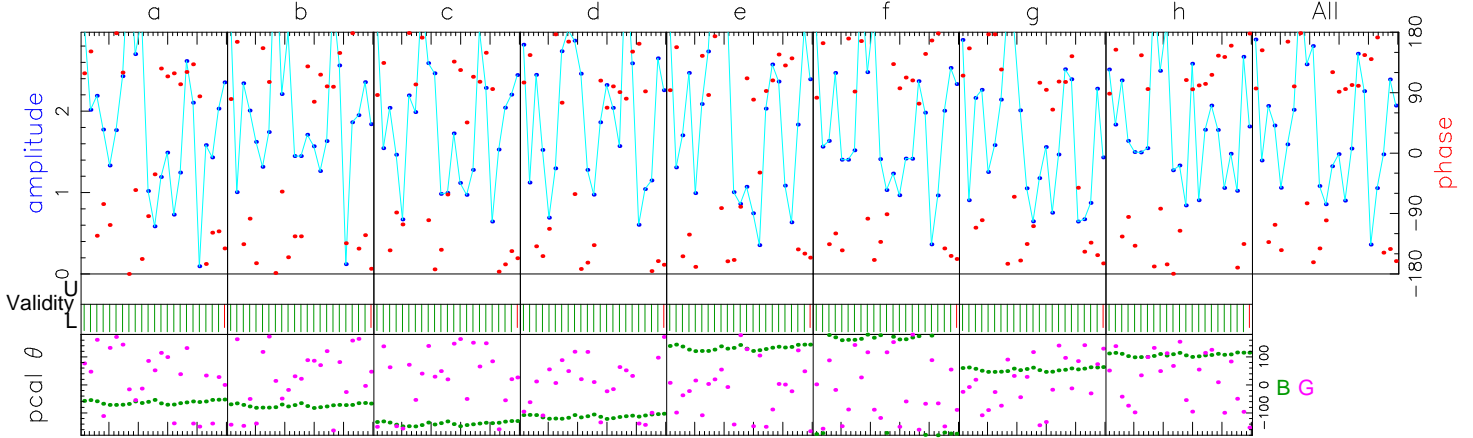 a b c d e f g h All
amplitude
2
1
0
180
90
0
-90
-180
phase
U
Validity
L
pcal θ
100
0
-100
B G